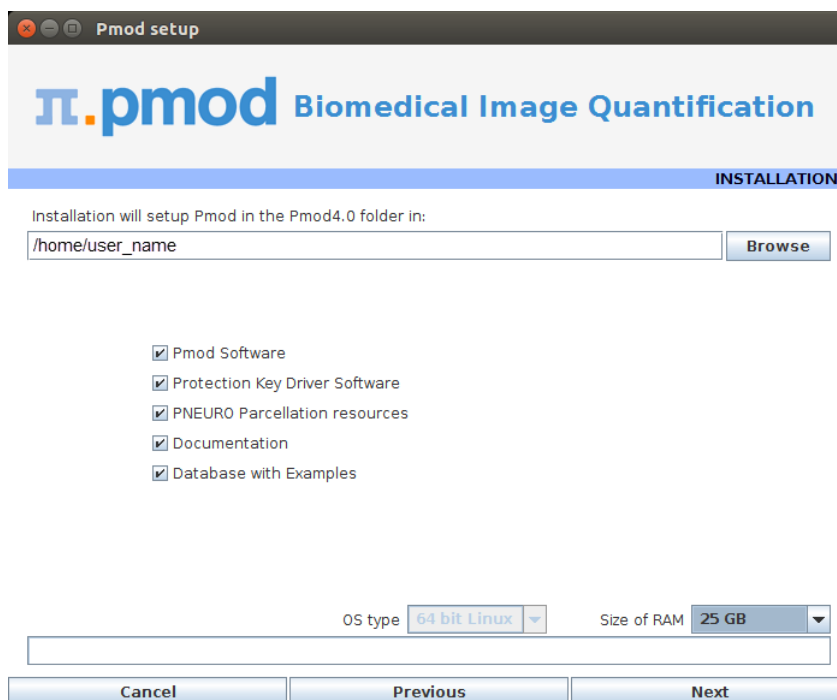 Pmod setup
π.pmod Biomedical Image Quantification
INSTALLATION
Installation will setup Pmod in the Pmod4.0 folder in:
/home/user_name Browse
Pmod Software
Protection Key Driver Software
PNEURO Parcellation resources
Documentation
Database with Examples
OS type 64 bit Linux Size of RAM 25 GB
Cancel Previous Next